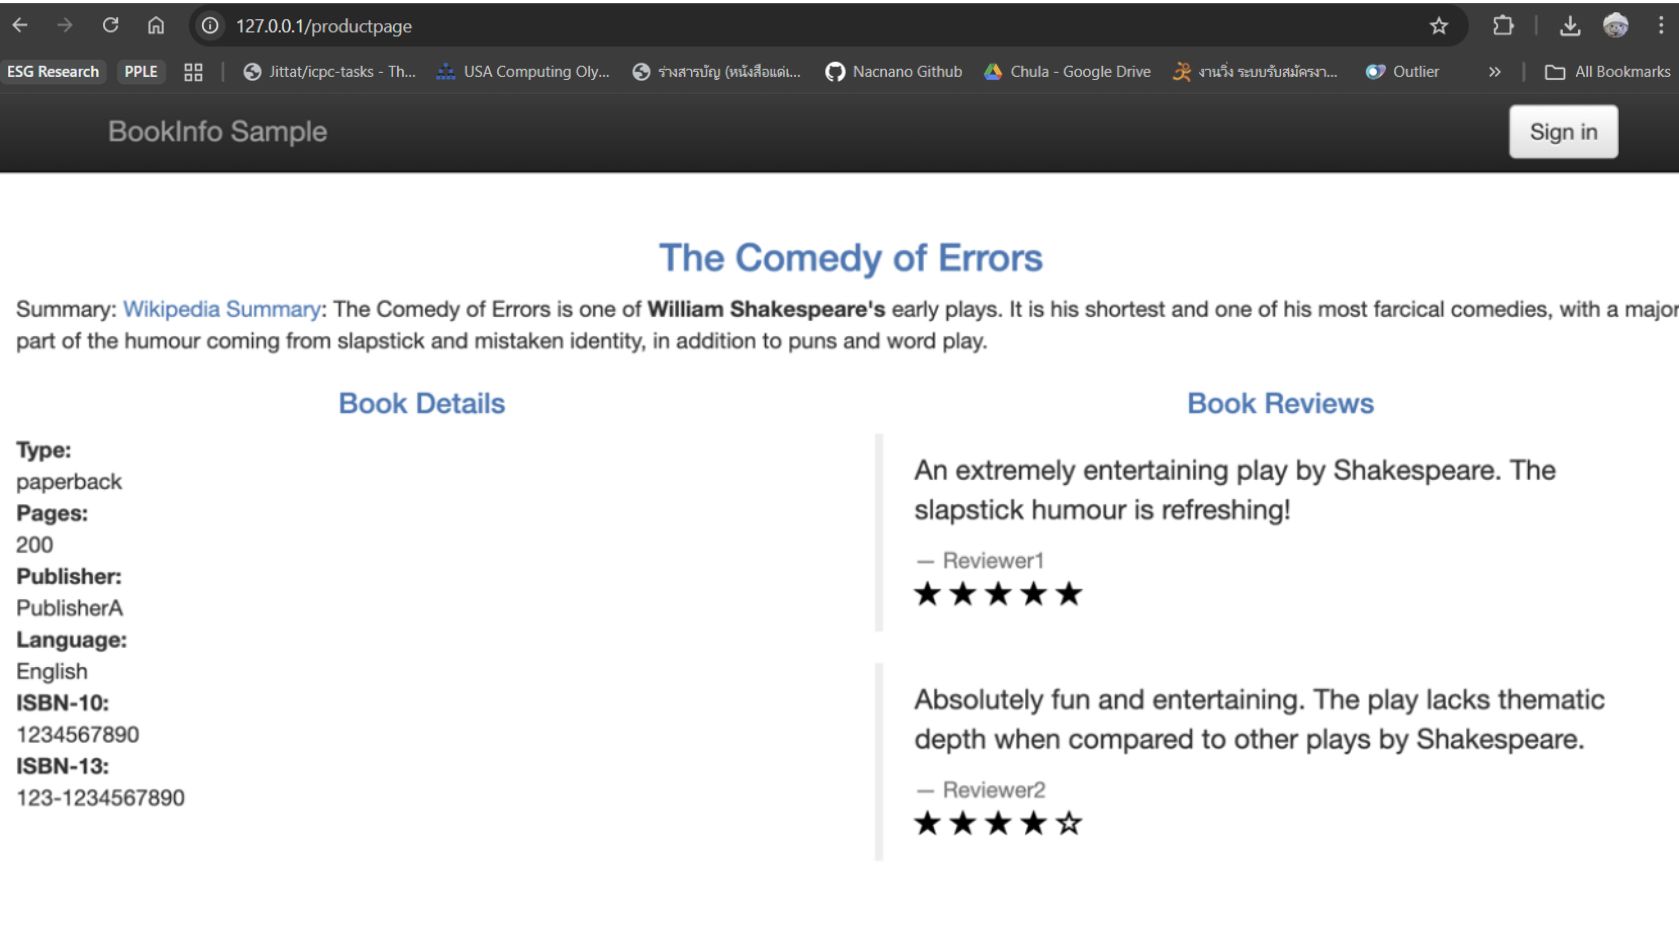 127.0.0.1/productpage
ESG Research PPLE Jittat/icpc-tasks - Th... USA Computing Oly... ร่างสารบัญ (หนังสือแด่เ... Nacnano Github Chula - Google Drive งานวิ่ง ระบบรับสมัครงา... Outlier » All Bookmarks
BookInfo Sample
Sign in
The Comedy of Errors
Summary: Wikipedia Summary: The Comedy of Errors is one of William Shakespeare's early plays. It is his shortest and one of his most farcical comedies, with a major
part of the humour coming from slapstick and mistaken identity, in addition to puns and word play.
Book Details
Type:
paperback
Pages:
200
Publisher:
PublisherA
Language:
English
ISBN-10:
1234567890
ISBN-13:
123-1234567890
Book Reviews
An extremely entertaining play by Shakespeare. The
slapstick humour is refreshing!
— Reviewer1
★★★★★
Absolutely fun and entertaining. The play lacks thematic
depth when compared to other plays by Shakespeare.
— Reviewer2
★★★★☆